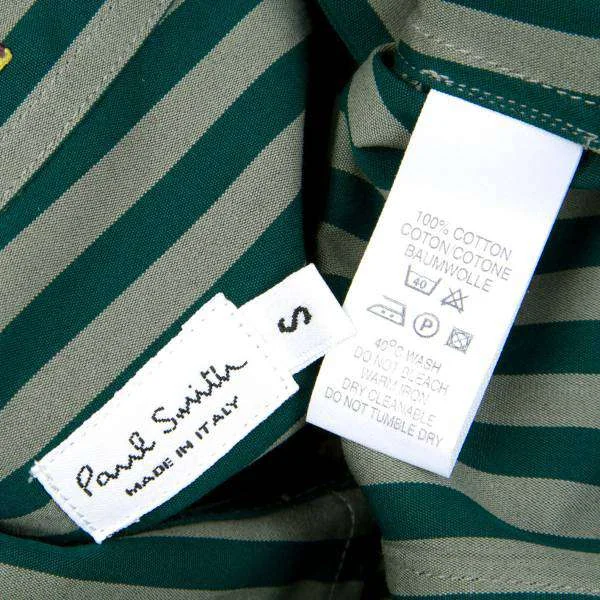 Paul Smith
MADE IN ITALY
S
100% COTTON
COTON COTONE
BAUMWOLLE
40
P
40°C WASH
DO NOT BLEACH
WARM IRON
DRY CLEANABLE
DO NOT TUMBLE DRY